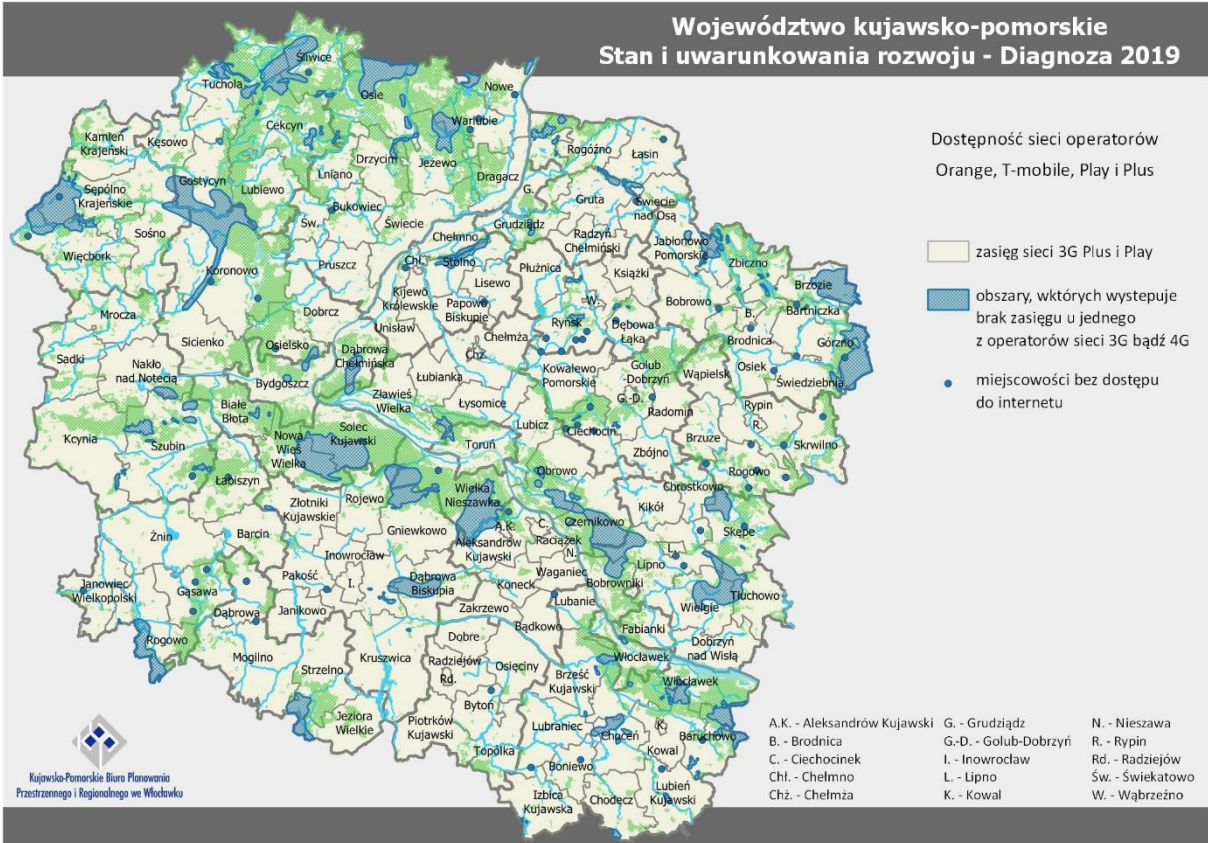 Województwo kujawsko-pomorskie
Stan i uwarunkowania rozwoju - Diagnoza 2019
Dostępność sieci operatorów
Orange, T-mobile, Play i Plus
zasięg sieci 3G Plus i Play
obszary, wktórych wystepuje
brak zasięgu u jednego
z operatorów sieci 3G bądź 4G
miejscowości bez dostępu
do internetu
Śliwice
Tuchola
Osie
Nowe
Warlubie
Cekcyn
Kamień
Krajeński
Kęsowo
Drzycim
Jeżewo
Rogóźno
Łasin
Dragacz
G.
Lniano
Gostycyn
Lubiewo
Sępólno
Krajeńskie
Bukowiec
Gruta
Świecie
nad Osą
Św.
Świecie
Grudziądz
Sośno
Chełmno
Radzyń
Chełmiński
Jabłonowo
Pomorskie
Więcbork
Pruszcz
Chł.
Stolno
Płużnica
Książki
Zbiczno
Koronowo
Kijewo
Królewskie
Lisewo
W.
Brzozie
Bartniczka
Mrocza
Dobrcz
Papowo
Biskupie
Bobrowo
B.
Unisław
Ryńsk
Dębowa
Łąka
Brodnica
Górzno
Sicienko
Chełmża
Sadki
Osielsko
Dąbrowa
Chełmińska
Chż.
Nakło
nad Notecią
Kowalewo
Pomorskie
Golub
-Dobrzyń
Wąpielsk
Osiek
Świedziebnia
Bydgoszcz
Łubianka
G.-D.
Zławieś
Wielka
Łysomice
Radomin
Rypin
R.
Białe
Błota
Lubicz
Ciechocin
Brzuze
Kcynia
Szubin
Nowa
Wieś
Wielka
Solec
Kujawski
Toruń
Zbójno
Skrwilno
Łabiszyn
Obrowo
Rogowo
Chrostkowo
Złotniki
Kujawskie
Rojewo
Wielka
Nieszawka
Kikół
Czernikowo
Gniewkowo
A.K.
Aleksandrów
Kujawski
C.
Raciążek
Skępe
Żnin
Barcin
N.
L.
Inowrocław
Lipno
Waganiec
Janowiec
Wielkopolski
Gąsawa
Pakość
I.
Dąbrowa
Biskupia
Koneck
Bobrowniki
Tłuchowo
Lubanie
Wielgie
Dąbrowa
Janikowo
Zakrzewo
Bądkowo
Fabianki
Rogowo
Dobre
Dobrzyń
nad Wisłą
Mogilno
Strzelno
Kruszwica
Radziejów
Rd.
Osięciny
Włocławek
Brześć
Kujawski
Włocławek
Bytoń
Jeziora
Wielkie
Piotrków
Kujawski
Lubraniec
Choceń
K.
Baruchowo
Kowal
Topólka
Boniewo
Izbica
Kujawska
Chodecz
Lubień
Kujawski
A.K. - Aleksandrów Kujawski
B. - Brodnica
C. - Ciechocinek
Chł. - Chełmno
Chż. - Chełmża
G. - Grudziądz
G.-D. - Golub-Dobrzyń
I. - Inowrocław
L. - Lipno
K. - Kowal
N. - Nieszawa
R. - Rypin
Rd. - Radziejów
Św. - Świekatowo
W. - Wąbrzeźno
Kujawsko-Pomorskie Biuro Planowania
Przestrzennego i Regionalnego we Włocławku